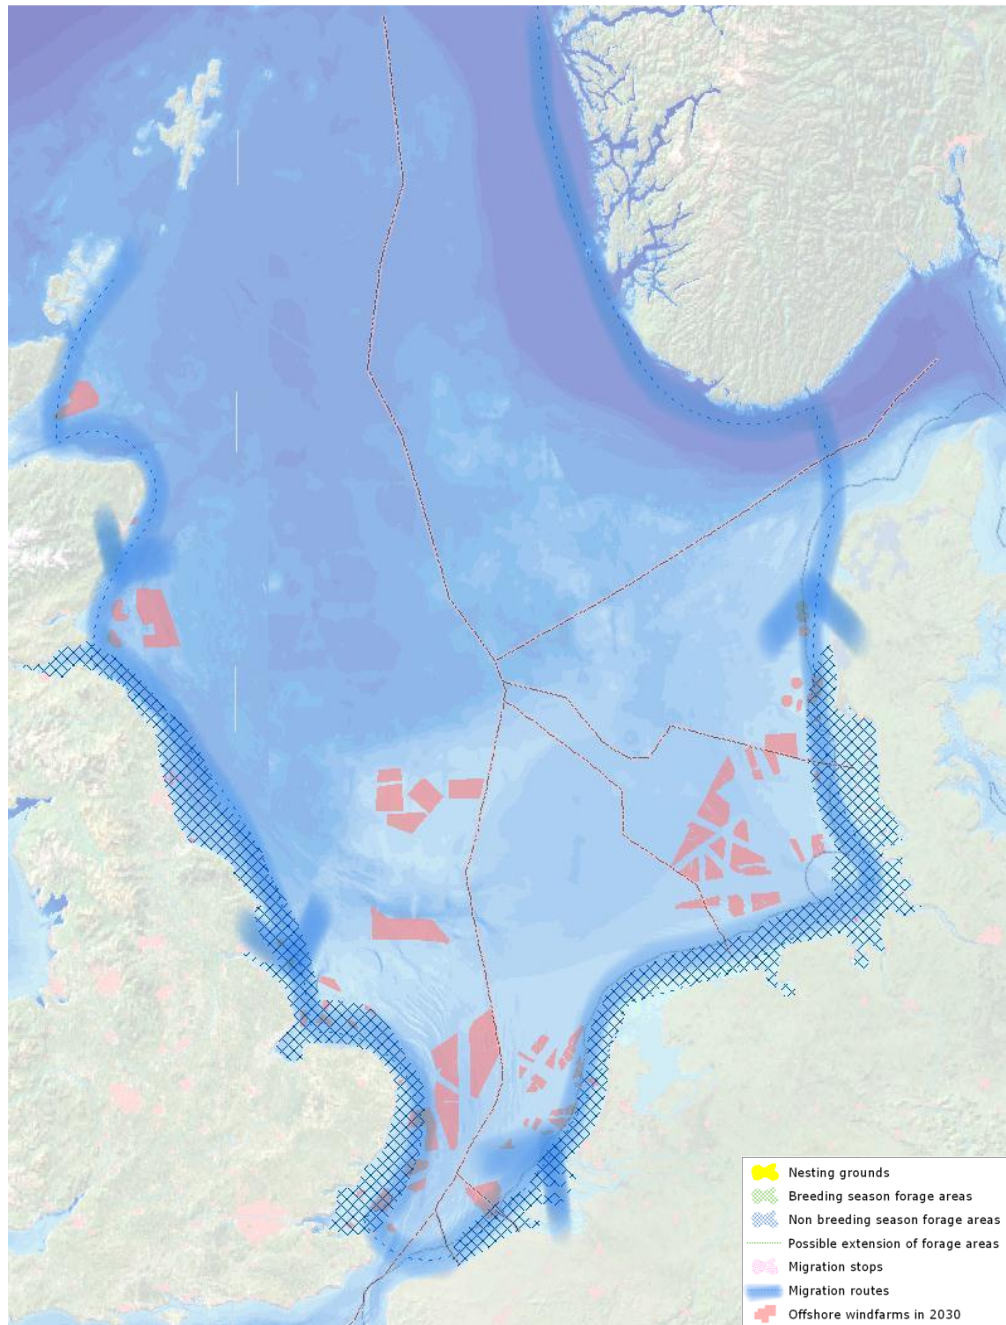 Nesting grounds
Breeding season forage areas
Non breeding season forage areas
Possible extension of forage areas
Migration stops
Migration routes
Offshore windfarms in 2030